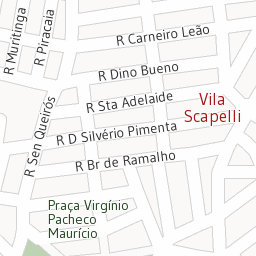 R Muritinga
R Piracaia
R Carneiro Leão
R Dino Bueno
R Sta Adelaide
Vila
Scapelli
R Sen Queirós
R D Silvério Pimenta
R Br de Ramalho
Praça Virgínio
Pacheco
Maurício